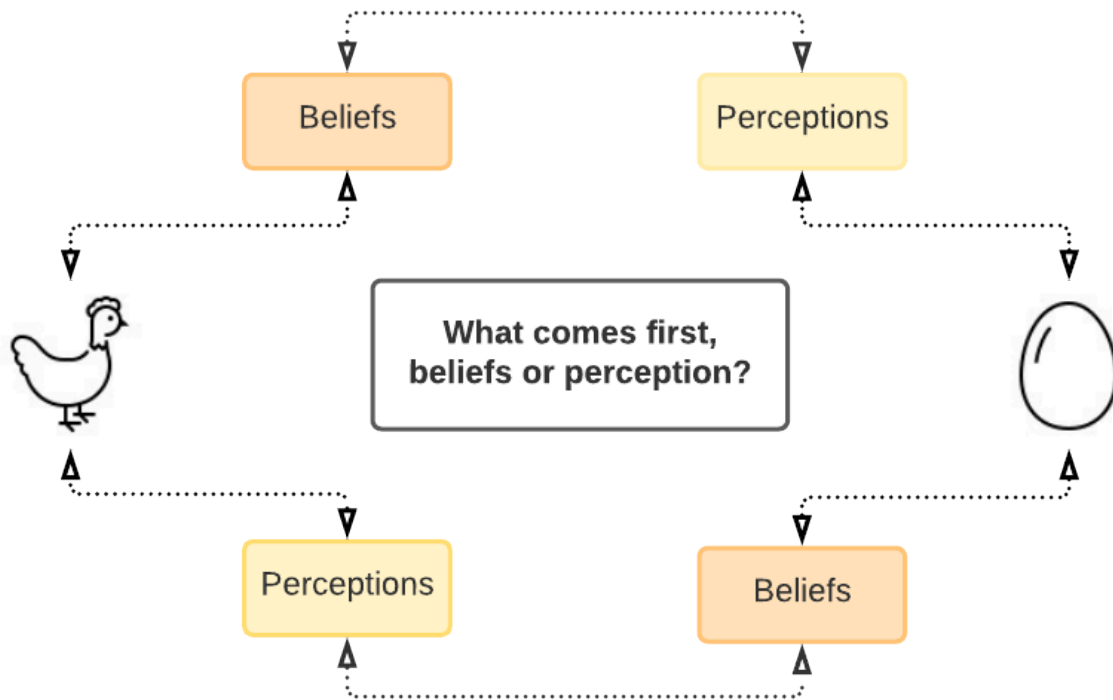 Beliefs
Perceptions
What comes first,
beliefs or perception?
Perceptions
Beliefs